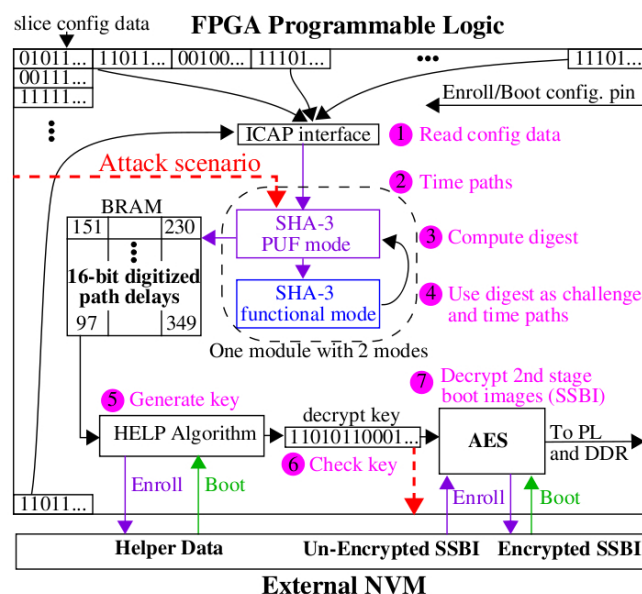 FPGA Programmable Logic
slice config data
01011... 11011... 00100... 11101... ••• 11101...
00111...
11111...
Enroll/Boot config. pin
ICAP interface
1 Read config data
Attack scenario
2 Time paths
BRAM
151 230
SHA-3
PUF mode
3 Compute digest
16-bit digitized
path delays
SHA-3
functional mode
4 Use digest as challenge
and time paths
97 349
One module with 2 modes
7 Decrypt 2nd stage
boot images (SSBI)
5 Generate key
decrypt key
HELP Algorithm
11010110001...
AES
To PL
and DDR
6 Check key
Enroll
Boot
Enroll
Boot
11011...
Helper Data
Un-Encrypted SSBI
Encrypted SSBI
External NVM